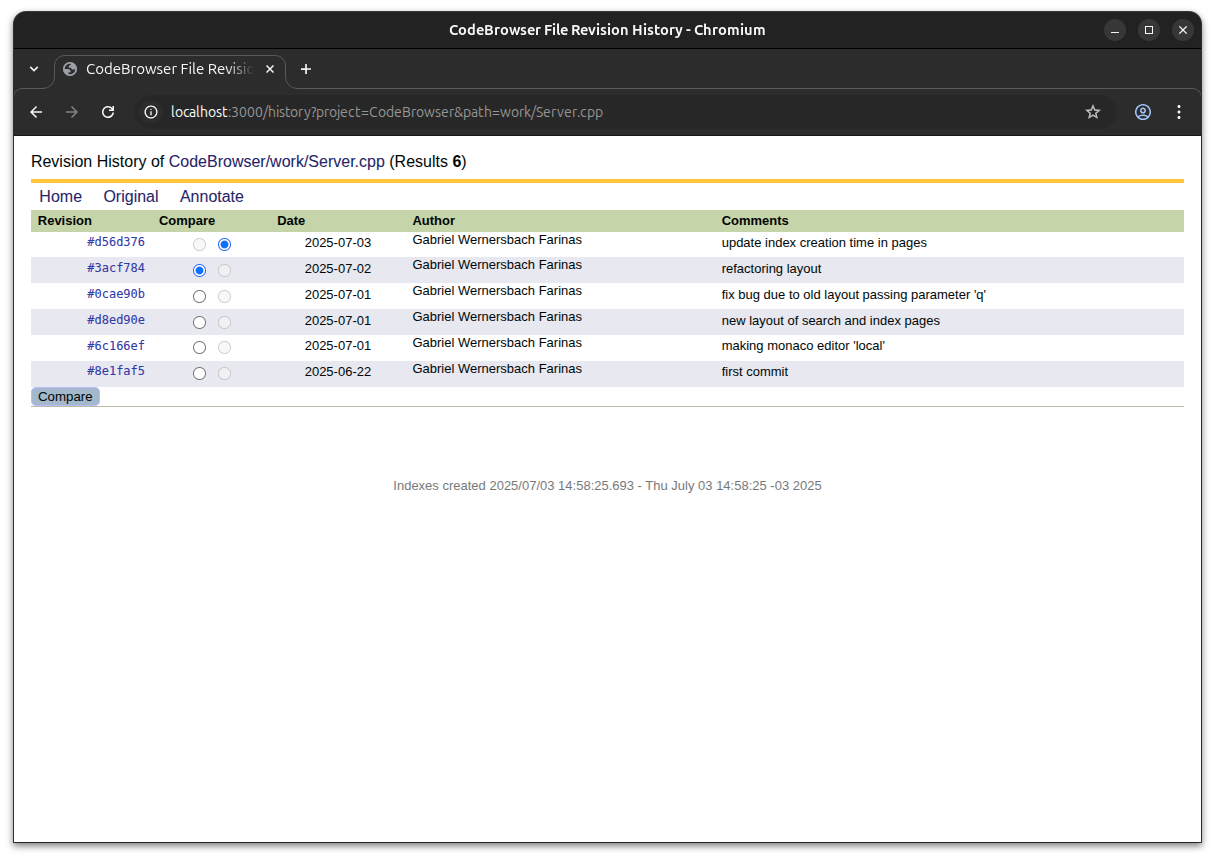 CodeBrowser File Revision History - Chromium
CodeBrowser File Revisi
localhost:3000/history?project=CodeBrowser&path=work/Server.cpp
Revision History of CodeBrowser/work/Server.cpp (Results 6)
Home Original Annotate
Revision Compare Date Author Comments
#d56d376 2025-07-03 Gabriel Wernersbach Farinas update index creation time in pages
#3acf784 2025-07-02 Gabriel Wernersbach Farinas refactoring layout
#0cae90b 2025-07-01 Gabriel Wernersbach Farinas fix bug due to old layout passing parameter 'q'
#d8ed90e 2025-07-01 Gabriel Wernersbach Farinas new layout of search and index pages
#6c166ef 2025-07-01 Gabriel Wernersbach Farinas making monaco editor 'local'
#8e1faf5 2025-06-22 Gabriel Wernersbach Farinas first commit
Compare
Indexes created 2025/07/03 14:58:25.693 - Thu July 03 14:58:25 -03 2025